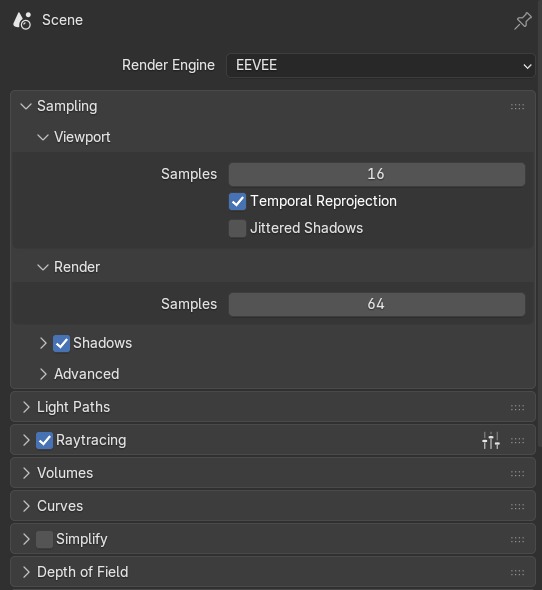 Scene
Render Engine EEVEE
Sampling
Viewport
Samples 16
Temporal Reprojection
Jittered Shadows
Render
Samples 64
Shadows
Advanced
Light Paths
Raytracing
Volumes
Curves
Simplify
Depth of Field